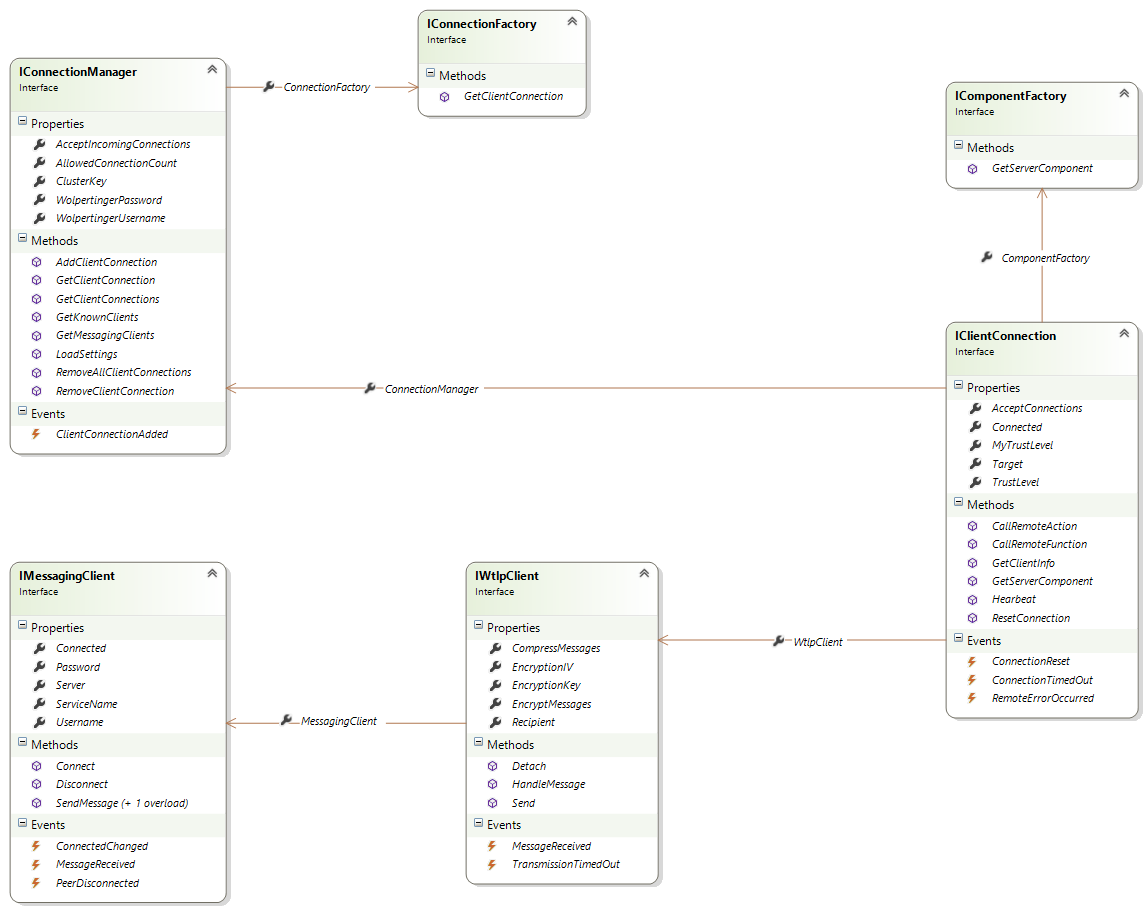 IConnectionFactory
Interface
Methods
GetClientConnection
IConnectionManager
Interface
Properties
AcceptIncomingConnections
AllowedConnectionCount
ClusterKey
WolpertingerPassword
WolpertingerUsername
Methods
AddClientConnection
GetClientConnection
GetClientConnections
GetKnownClients
GetMessagingClients
LoadSettings
RemoveAllClientConnections
RemoveClientConnection
Events
ClientConnectionAdded
ConnectionFactory
IComponentFactory
Interface
Methods
GetServerComponent
ComponentFactory
ConnectionManager
IClientConnection
Interface
Properties
AcceptConnections
Connected
MyTrustLevel
Target
TrustLevel
Methods
CallRemoteAction
CallRemoteFunction
GetClientInfo
GetServerComponent
Hearbeat
ResetConnection
Events
ConnectionReset
ConnectionTimedOut
RemoteErrorOccurred
IMessagingClient
Interface
Properties
Connected
Password
Server
ServiceName
Username
Methods
Connect
Disconnect
SendMessage (+ 1 overload)
Events
ConnectedChanged
MessageReceived
PeerDisconnected
MessagingClient
IWtlpClient
Interface
Properties
CompressMessages
EncryptionIV
EncryptionKey
EncryptMessages
Recipient
Methods
Detach
HandleMessage
Send
Events
MessageReceived
TransmissionTimedOut
WtlpClient